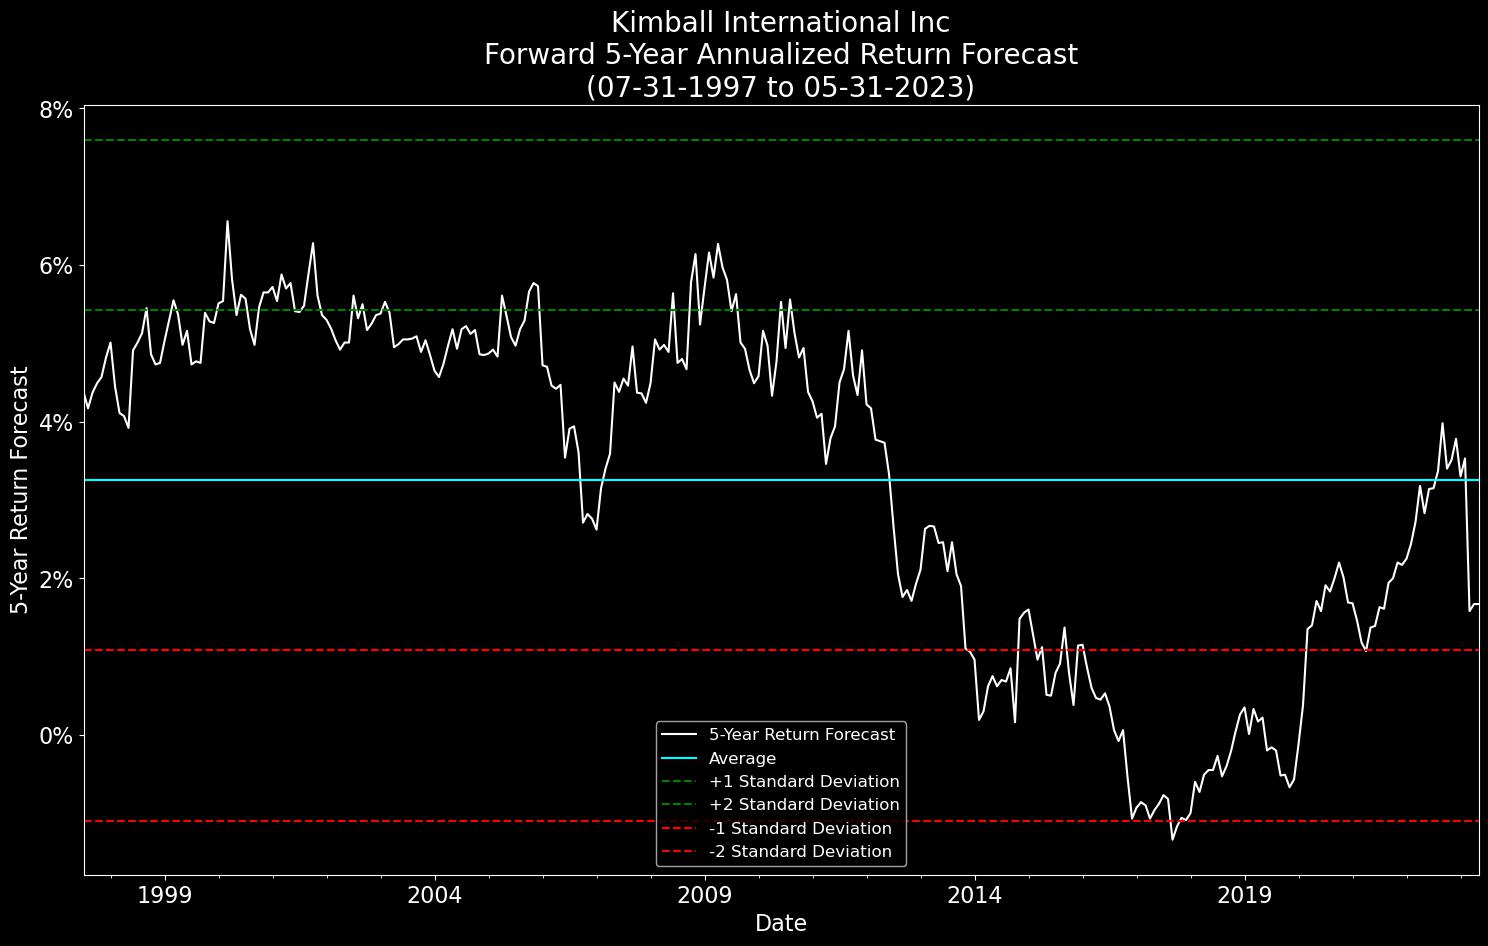 Kimball International Inc
Forward 5-Year Annualized Return Forecast
(07-31-1997 to 05-31-2023)
8%
6%
4%
2%
0%
5-Year Return Forecast
5-Year Return Forecast
Average
+1 Standard Deviation
+2 Standard Deviation
-1 Standard Deviation
-2 Standard Deviation
1999 2004 2009 2014 2019
Date